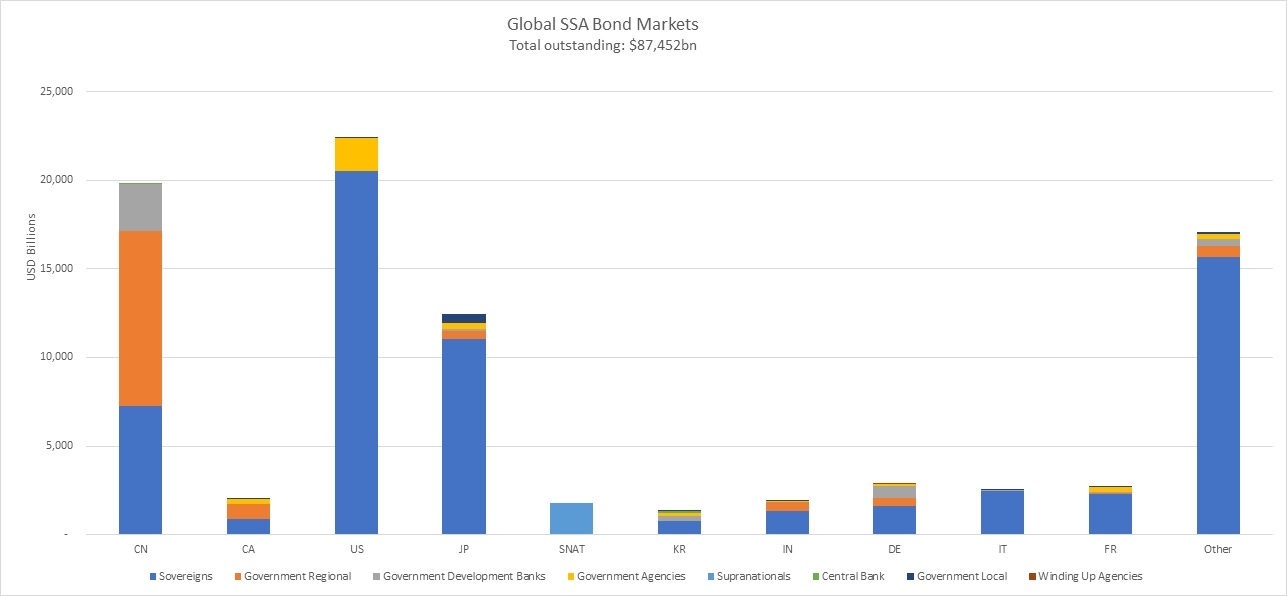 Global SSA Bond Markets
Total outstanding: $87,452bn
USD Billions
25,000
20,000
15,000
10,000
5,000
-
CN CA US JP SNAT KR IN DE IT FR Other
Sovereigns Government Regional Government Development Banks Government Agencies Supranationals Central Bank Government Local Winding Up Agencies